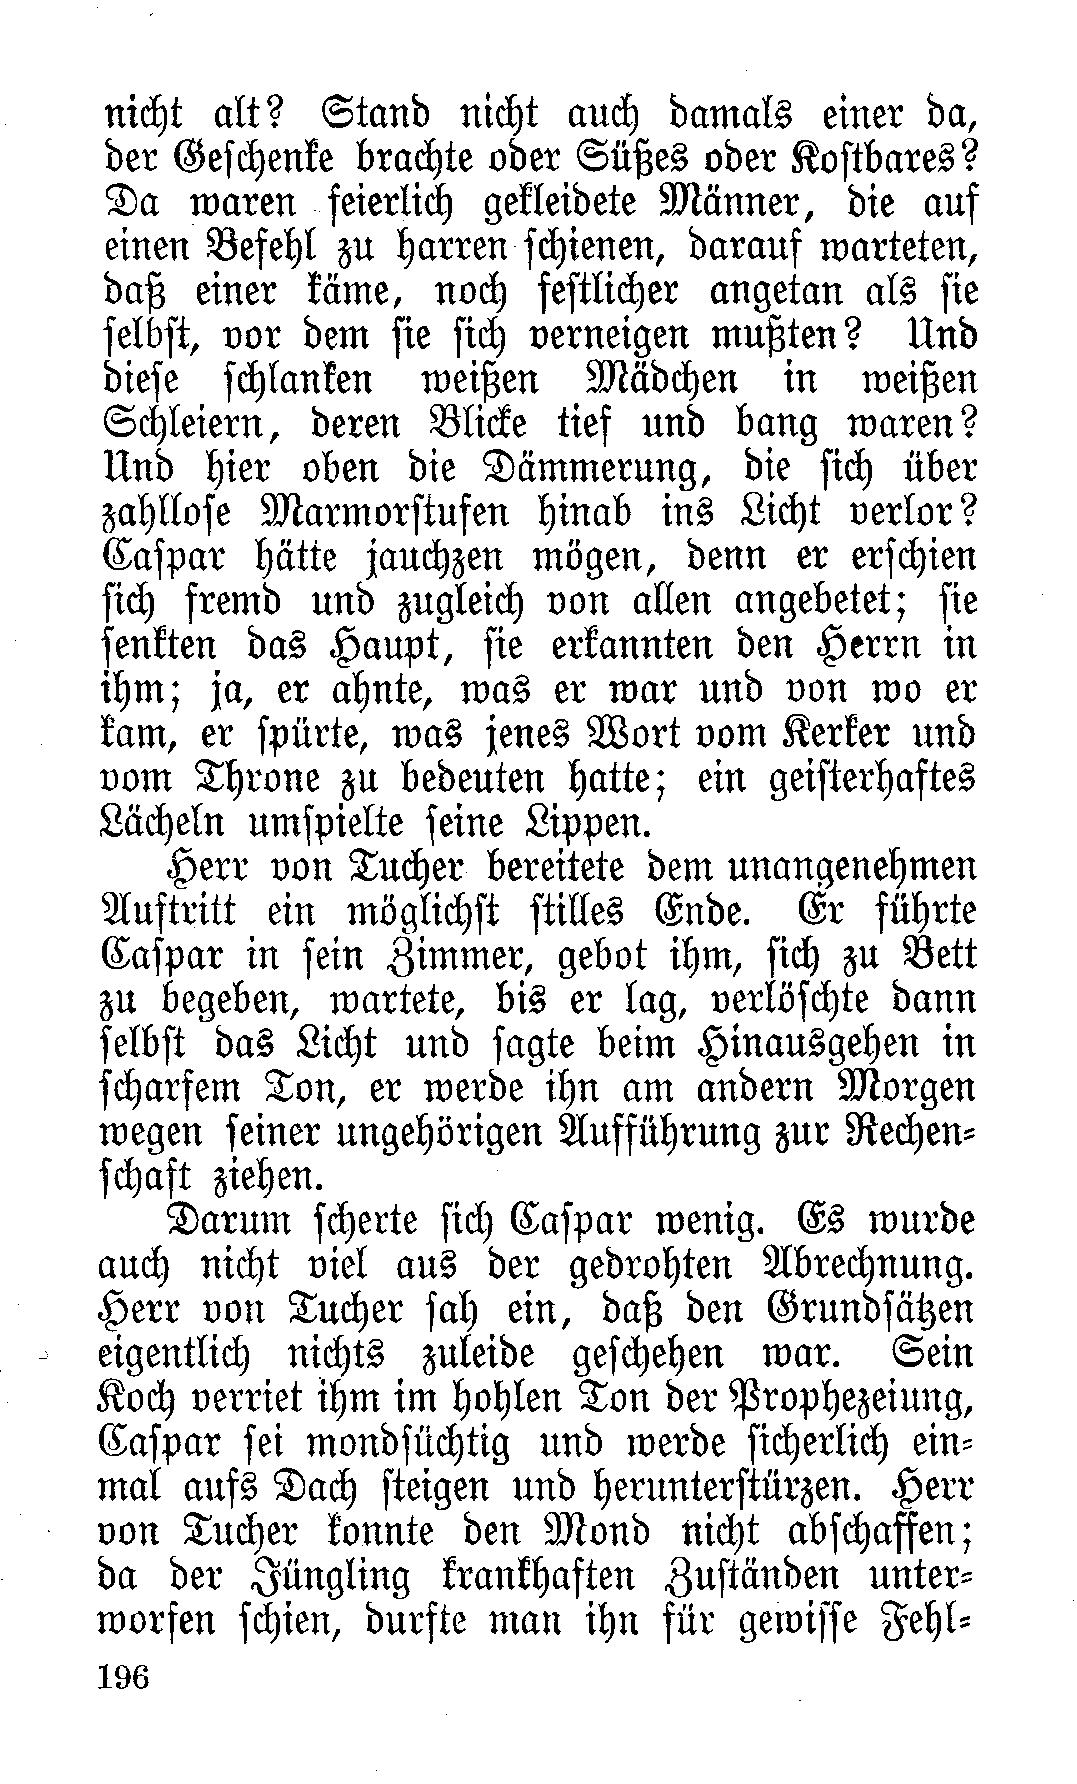 nicht alt? Stand nicht auch damals einer da,
der Geschenke brachte oder Süßes oder Kostbares?
Da waren feierlich gekleidete Männer, die auf
einen Befehl zu harren schienen, darauf warteten,
daß einer käme, noch festlicher angetan als sie
selbst, vor dem sie sich verneigen mußten? Und
diese schlanken weißen Mädchen in weißen
Schleiern, deren Blicke tief und bang waren?
Und hier oben die Dämmerung, die sich über
zahllose Marmorstufen hinab ins Licht verlor?
Caspar hätte jauchzen mögen, denn er erschien
sich fremd und zugleich von allen angebetet; sie
senkten das Haupt, sie erkannten den Herrn in
ihm; ja, er ahnte, was er war und von wo er
kam, er spürte, was jenes Wort vom Kerker und
vom Throne zu bedeuten hatte; ein geisterhaftes
Lächeln umspielte seine Lippen.
Herr von Tucher bereitete dem unangenehmen
Auftritt ein möglichst stilles Ende. Er führte
Caspar in sein Zimmer, gebot ihm, sich zu Bett
zu begeben, wartete, bis er lag, verlöschte dann
selbst das Licht und sagte beim Hinausgehen in
scharfem Ton, er werde ihn am andern Morgen
wegen seiner ungehörigen Aufführung zur Rechen-
schaft ziehen.
Darum scherte sich Caspar wenig. Es wurde
auch nicht viel aus der gedrohten Abrechnung.
Herr von Tucher sah ein, daß den Grundsätzen
eigentlich nichts zuleide geschehen war. Sein
Koch verriet ihm im hohlen Ton der Prophezeiung,
Caspar sei mondsüchtig und werde sicherlich ein-
mal aufs Dach steigen und herunterstürzen. Herr
von Tucher konnte den Mond nicht abschaffen;
da der Jüngling krankhaften Zuständen unter-
worfen schien, durfte man ihn für gewisse Fehl-
196